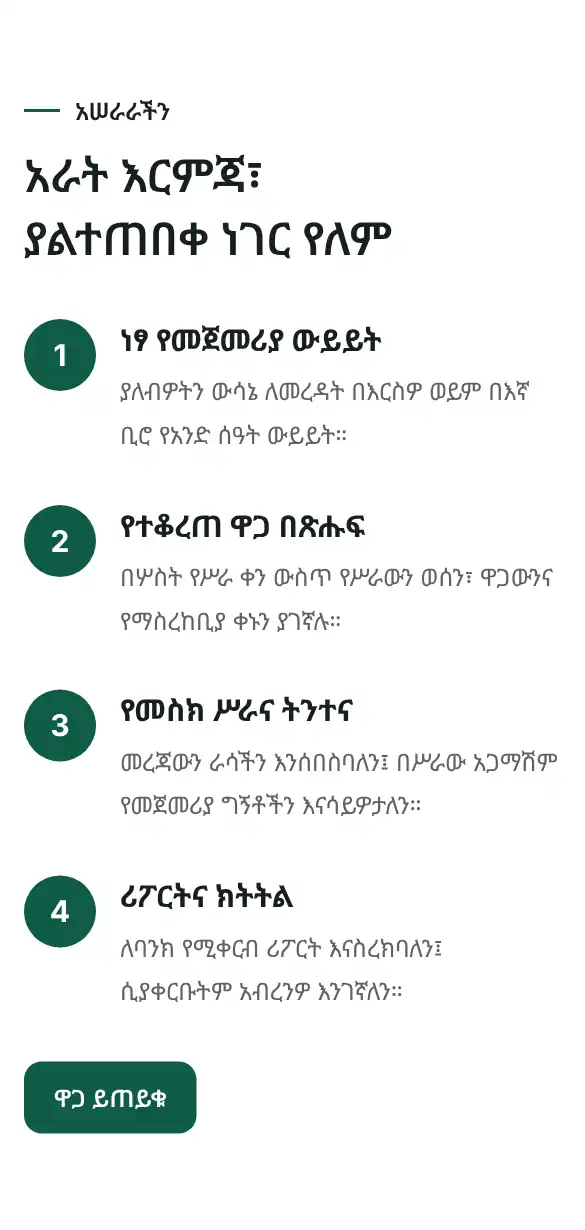 አሠራራችን
አራት እርምጃ፣
ያልተጠበቀ ነገር የለም
1
ነፃ የመጀመሪያ ውይይት
ያለብዎትን ውሳኔ ለመረዳት በእርስዎ ወይም በእኛ
ቢሮ የአንድ ሰዓት ውይይት።
2
የተቆረጠ ዋጋ በጽሑፍ
በሦስት የሥራ ቀን ውስጥ የሥራውን ወሰን፣ ዋጋውንና
የማስረከቢያ ቀኑን ያገኛሉ።
3
የመስክ ሥራና ትንተና
መረጃውን ራሳችን እንሰበስባለን፤ በሥራው አጋማሽም
የመጀመሪያ ግኝቶችን እናሳይዎታለን።
4
ሪፖርትና ክትትል
ለባንክ የሚቀርብ ሪፖርት እናስረክባለን፤
ሲያቀርቡትም አብረንዎ እንገኛለን።
ዋጋ ይጠይቁ